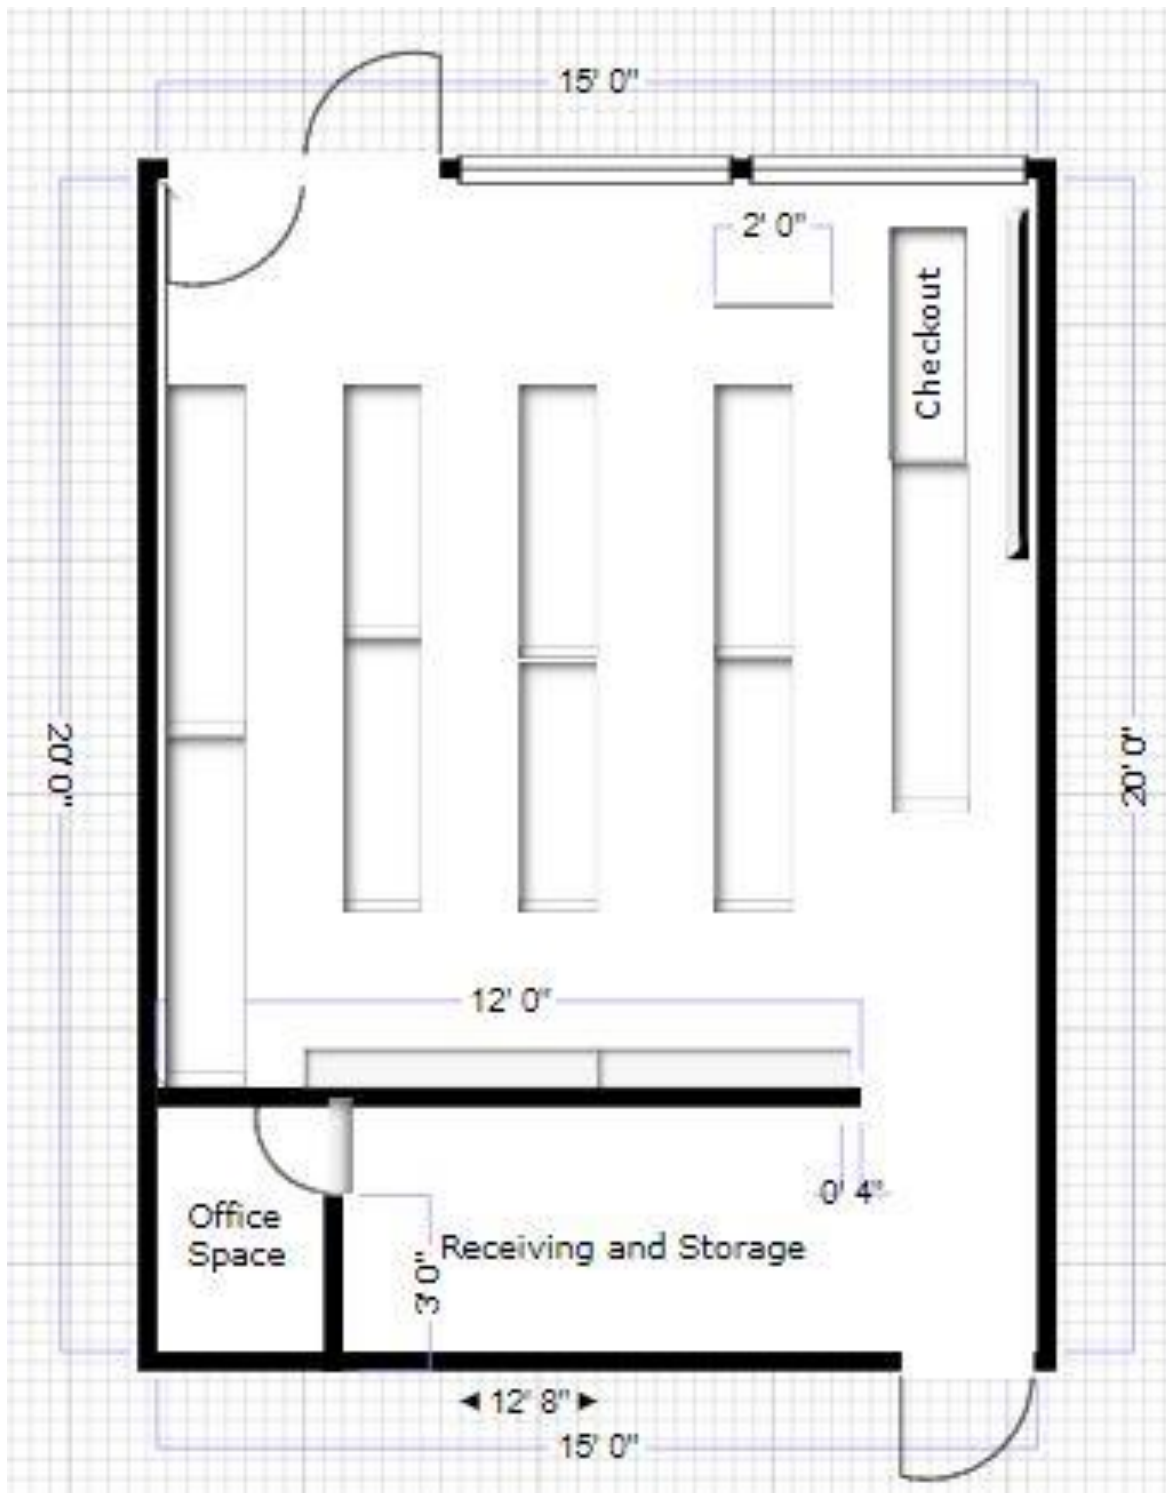 15' 0"
2' 0"
Checkout
20' 0"
20' 0"
12' 0"
0' 4"
Office
Space
Receiving and Storage
3' 0"
12' 8"
15' 0"